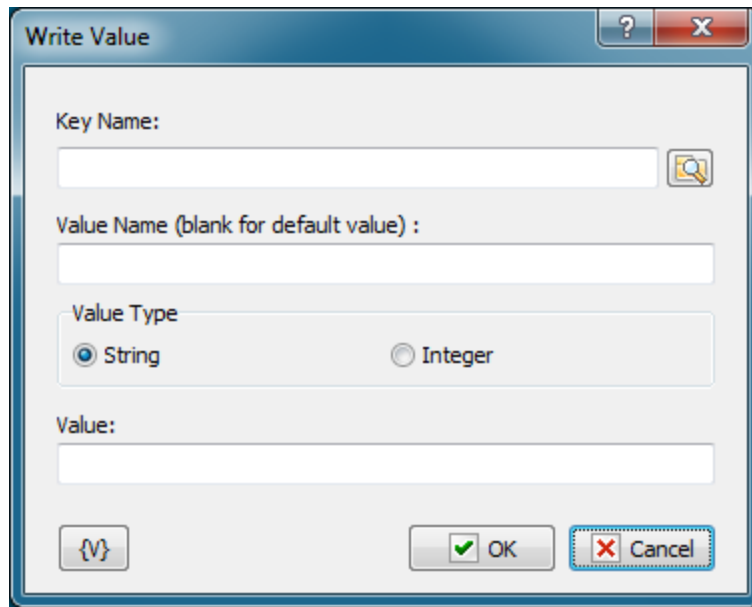 Write Value
?
Key Name:
Value Name (blank for default value) :
Value Type
String Integer
Value:
{V} OK Cancel